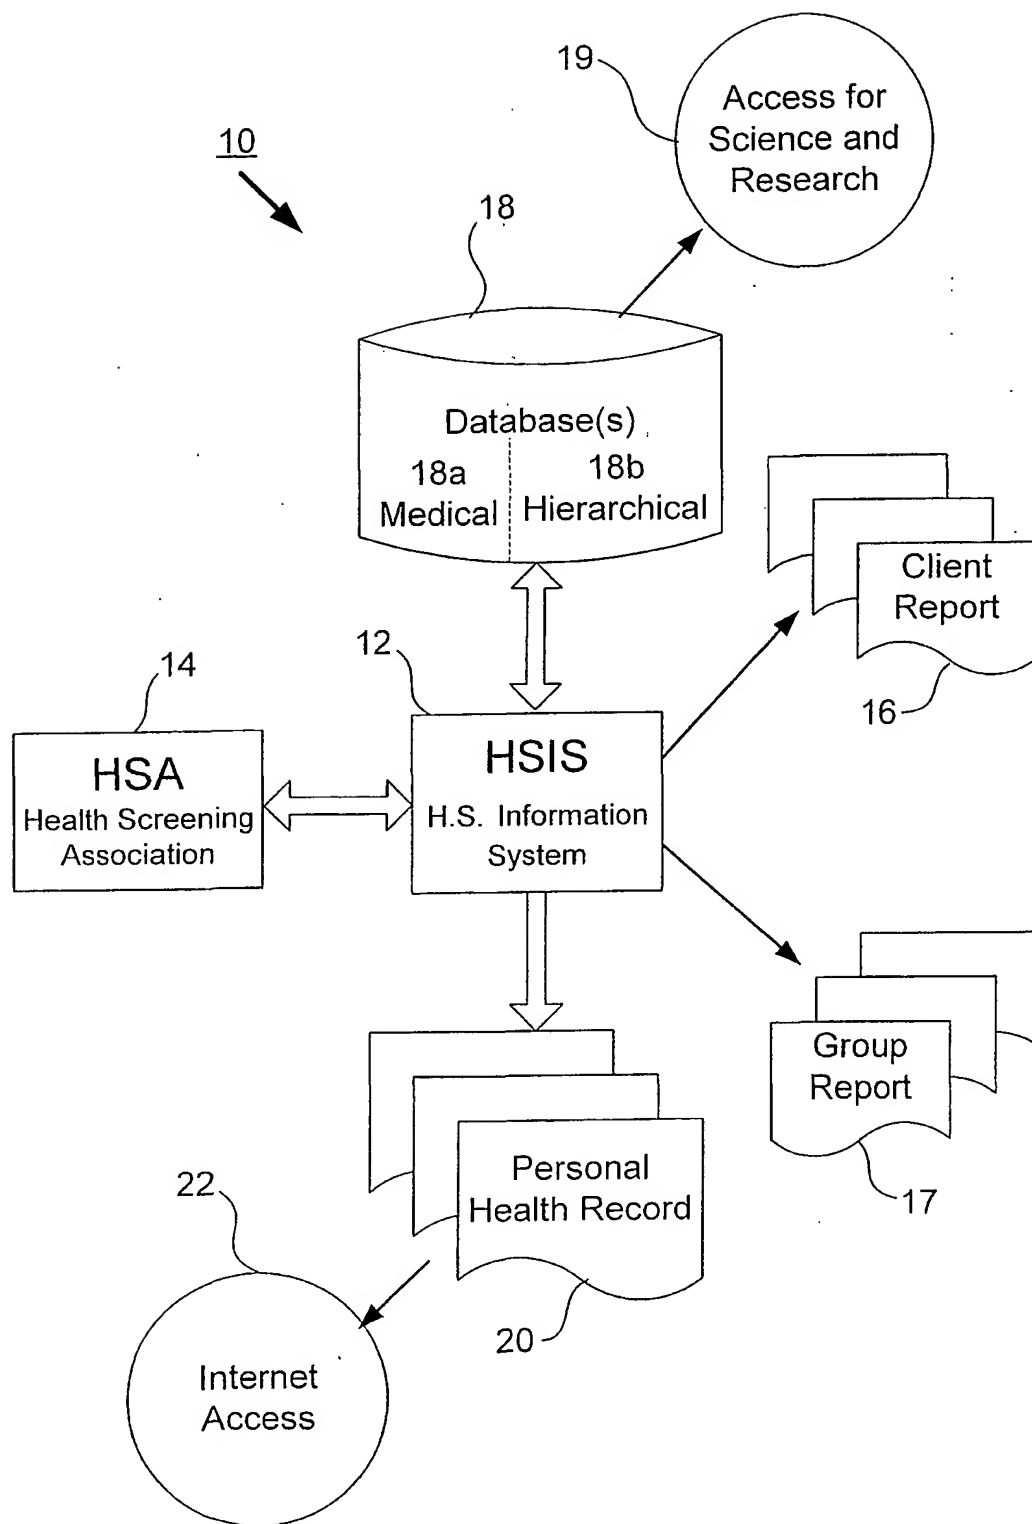 19
Access for
Science and
Research
10
18
Database(s)
18a
Medical
18b
Hierarchical
Client
Report
16
12
14
HSA
Health Screening
Association
HSIS
H.S. Information
System
Group
Report
17
Personal
Health Record
20
22
Internet
Access